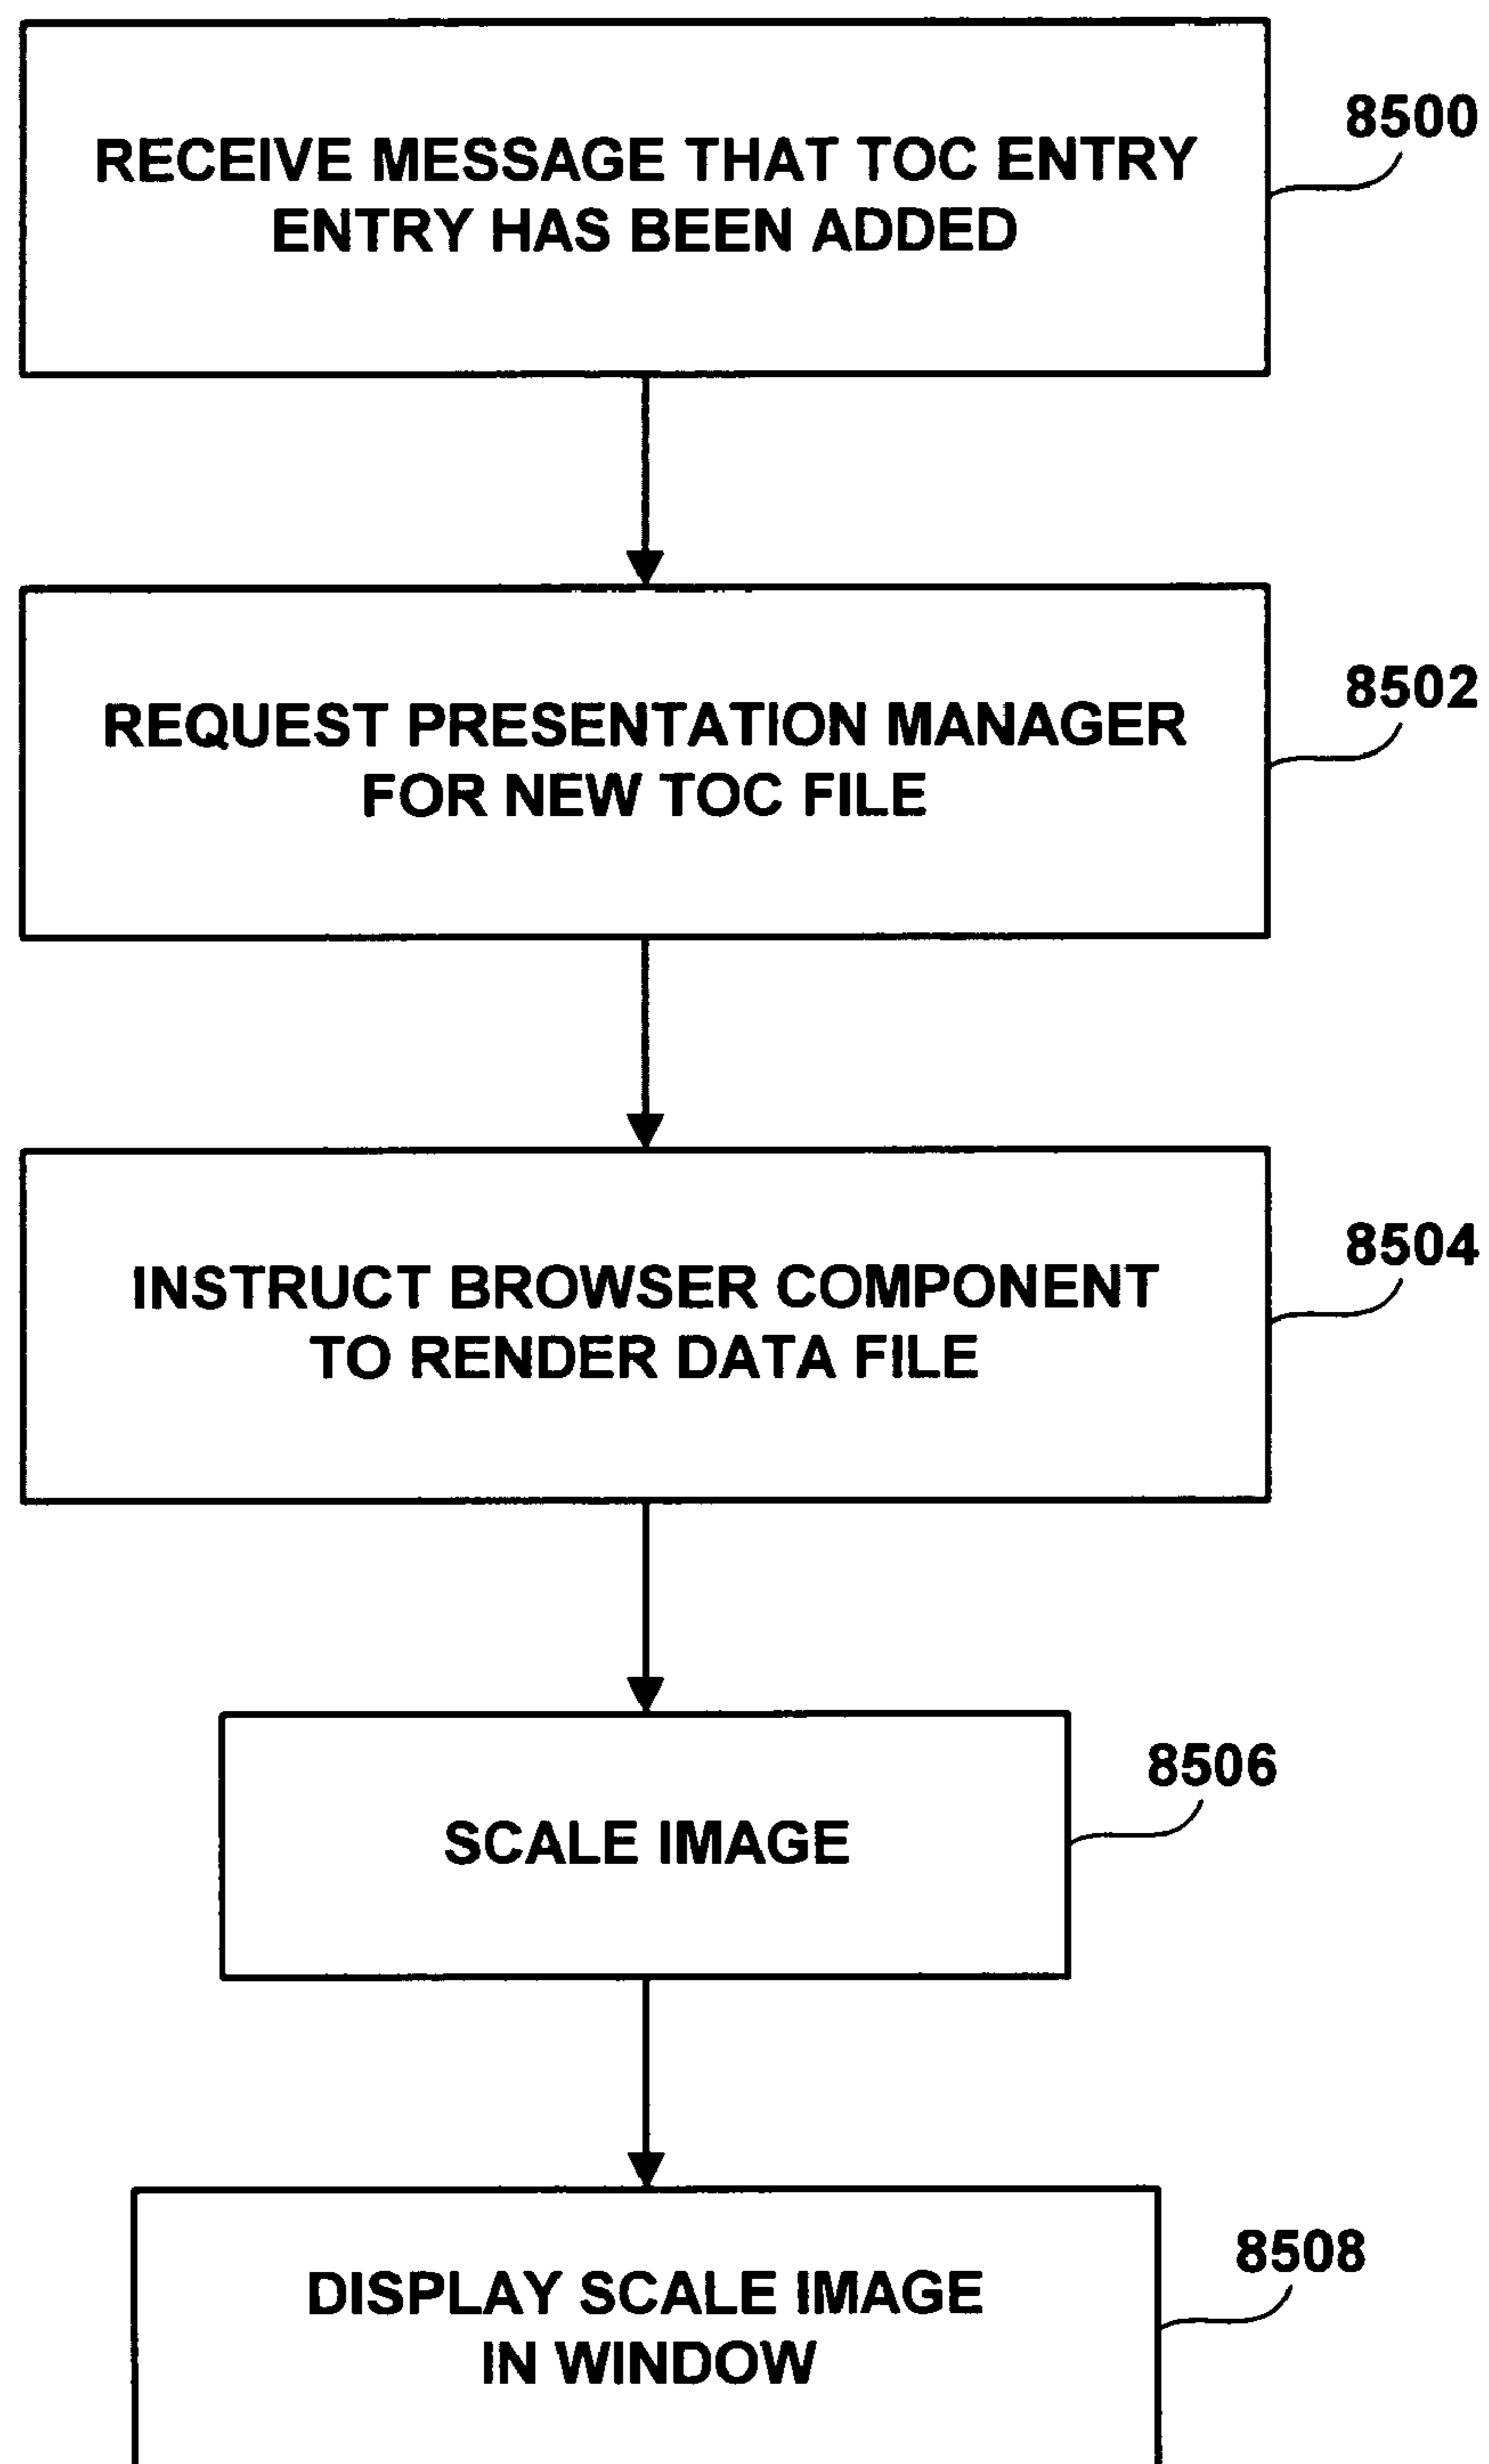 RECEIVE MESSAGE THAT TOC ENTRY
ENTRY HAS BEEN ADDED
8500
REQUEST PRESENTATION MANAGER
FOR NEW TOC FILE
8502
INSTRUCT BROWSER COMPONENT
TO RENDER DATA FILE
8504
SCALE IMAGE
8506
DISPLAY SCALE IMAGE
IN WINDOW
8508